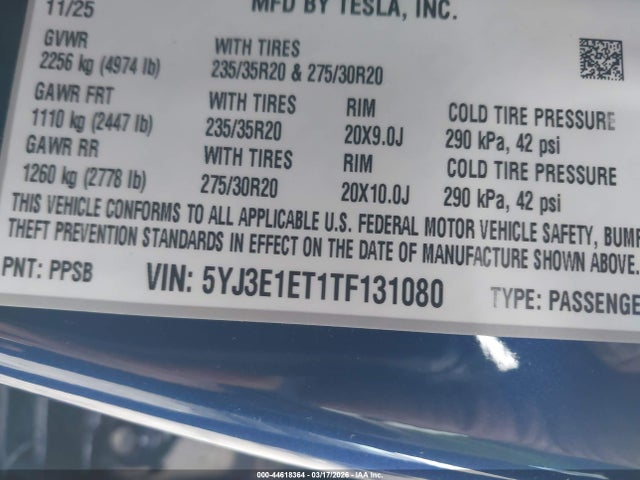 11/25 MFD BY TESLA, INC.
GVWR
2256 kg (4974 lb)
WITH TIRES
235/35R20 & 275/30R20
GAWR FRT
1110 kg (2447 lb)
WITH TIRES
235/35R20
RIM
20X9.0J
COLD TIRE PRESSURE
290 kPa, 42 psi
GAWR RR
1260 kg (2778 lb)
WITH TIRES
275/30R20
RIM
20X10.0J
COLD TIRE PRESSURE
290 kPa, 42 psi
THIS VEHICLE CONFORMS TO ALL APPLICABLE U.S. FEDERAL MOTOR VEHICLE SAFETY, BUMP
THEFT PREVENTION STANDARDS IN EFFECT ON THE DATE OF MANUFACTURE SHOWN ABOVE.
PNT: PPSB VIN: 5YJ3E1ET1TF131080 TYPE: PASSENGE
000-44618364 - 03/17/2026 - IAA Inc.